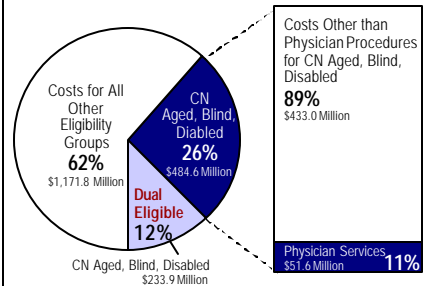 Costs for All
Other
Eligibility
Groups
62%
$1,171.8 Million
CN
Aged, Blind,
Diabled
26%
$484.6 Million
Dual
Eligible
12%
CN Aged, Blind, Disabled
$233.9 Million
Costs Other than
Physician Procedures
for CN Aged, Blind,
Disabled
89%
$433.0 Million
Physician Services
$51.6 Million 11%